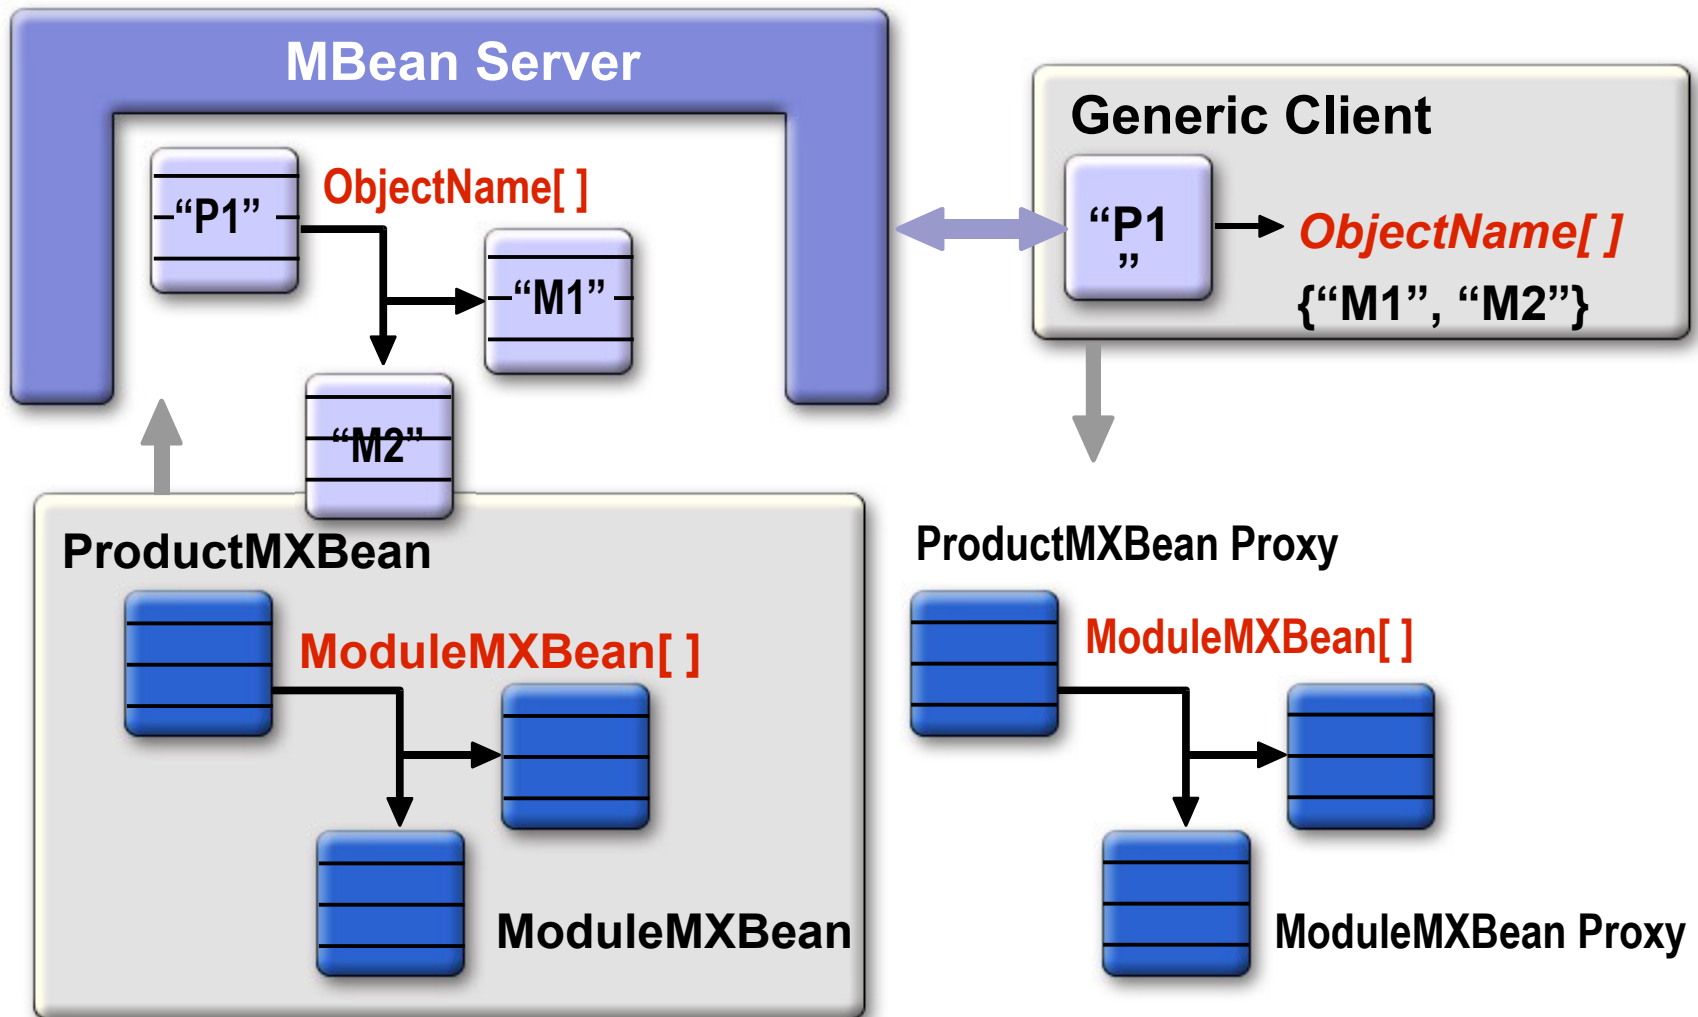 MBean Server
Generic Client
“P1”
ObjectName[ ]
“M1”
“M2”
“P1
”
ObjectName[ ]
{“M1”, “M2”}
ProductMXBean
ModuleMXBean[ ]
ModuleMXBean
ProductMXBean Proxy
ModuleMXBean[ ]
ModuleMXBean Proxy